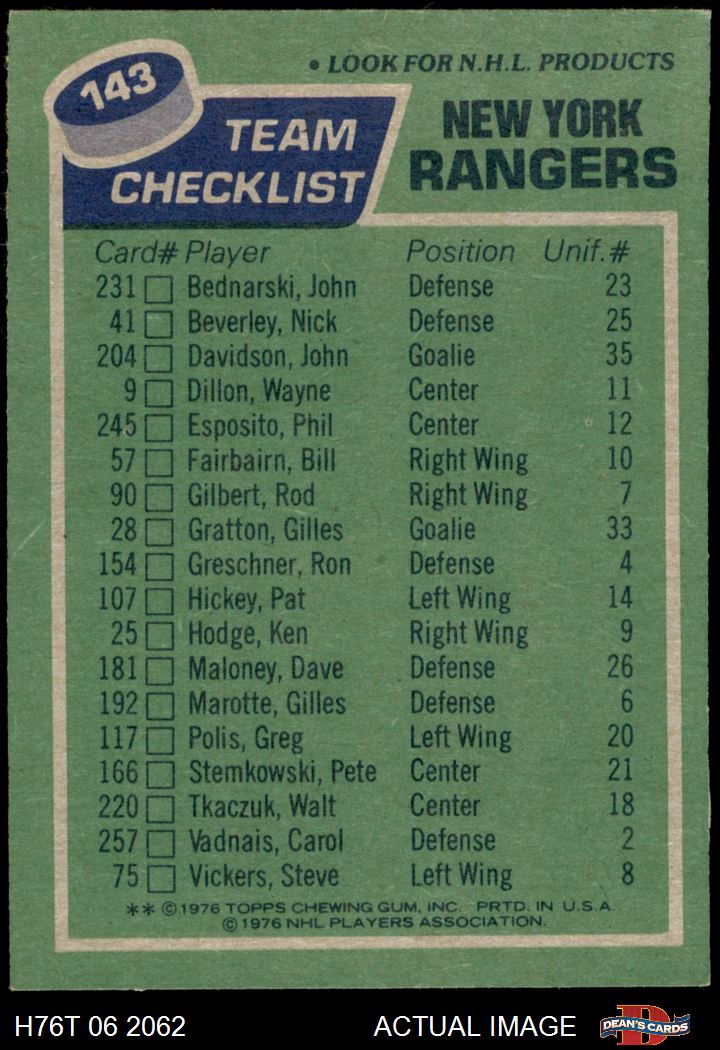 143
• LOOK FOR N.H.L. PRODUCTS
TEAM CHECKLIST
NEW YORK RANGERS
Card# Player Position Unif.#
231 Bednarski, John Defense 23
41 Beverley, Nick Defense 25
204 Davidson, John Goalie 35
9 Dillon, Wayne Center 11
245 Esposito, Phil Center 12
57 Fairbairn, Bill Right Wing 10
90 Gilbert, Rod Right Wing 7
28 Gratton, Gilles Goalie 33
154 Greschner, Ron Defense 4
107 Hickey, Pat Left Wing 14
25 Hodge, Ken Right Wing 9
181 Maloney, Dave Defense 26
192 Marotte, Gilles Defense 6
117 Polis, Greg Left Wing 20
166 Stemkowski, Pete Center 21
220 Tkaczuk, Walt Center 18
257 Vadnais, Carol Defense 2
75 Vickers, Steve Left Wing 8
** ©1976 TOPPS CHEWING GUM, INC. PRTD. IN U.S.A.
©1976 NHL PLAYERS ASSOCIATION.
H76T 06 2062 ACTUAL IMAGE DEAN'S CARDS